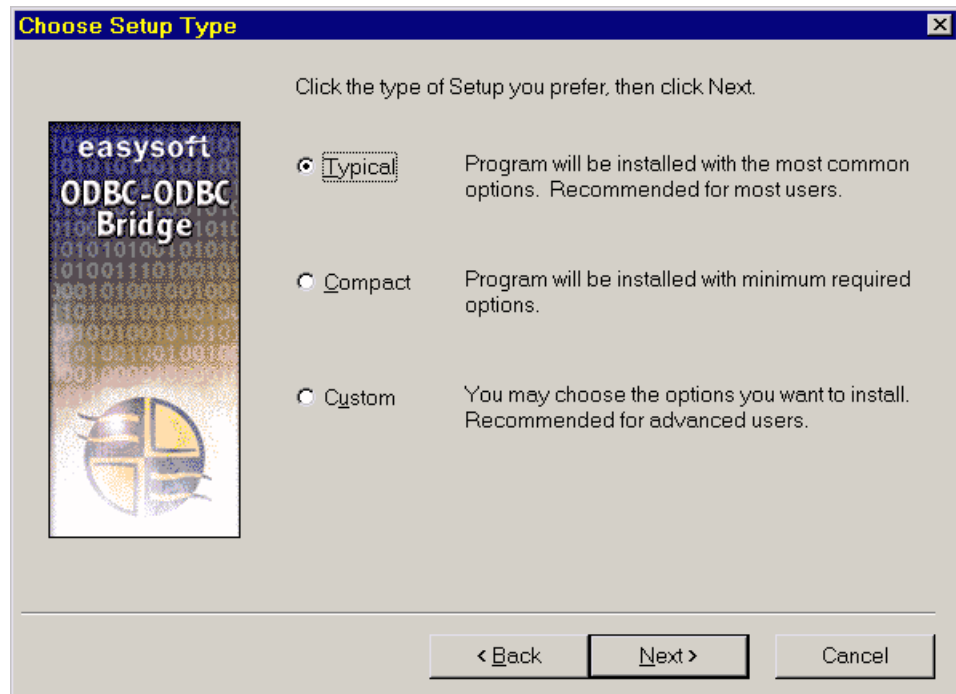 Choose Setup Type
Click the type of Setup you prefer, then click Next.
easysoft
ODBC-ODBC
Bridge
Typical
Program will be installed with the most common
options. Recommended for most users.
Compact
Program will be installed with minimum required
options.
Custom
You may choose the options you want to install.
Recommended for advanced users.
< Back
Next >
Cancel